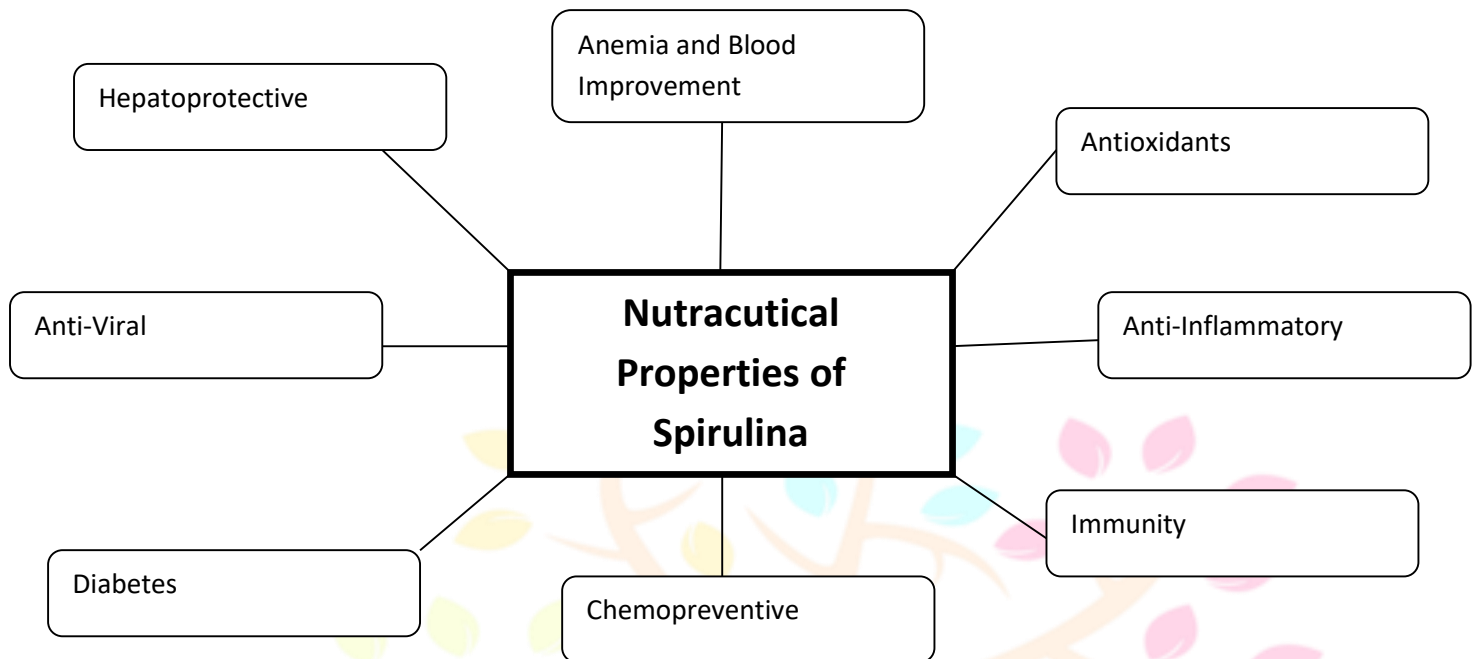 Anemia and Blood
Improvement
Hepatoprotective
Antioxidants
Anti-Viral
Nutracutical
Properties of
Spirulina
Anti-Inflammatory
Immunity
Diabetes
Chemopreventive